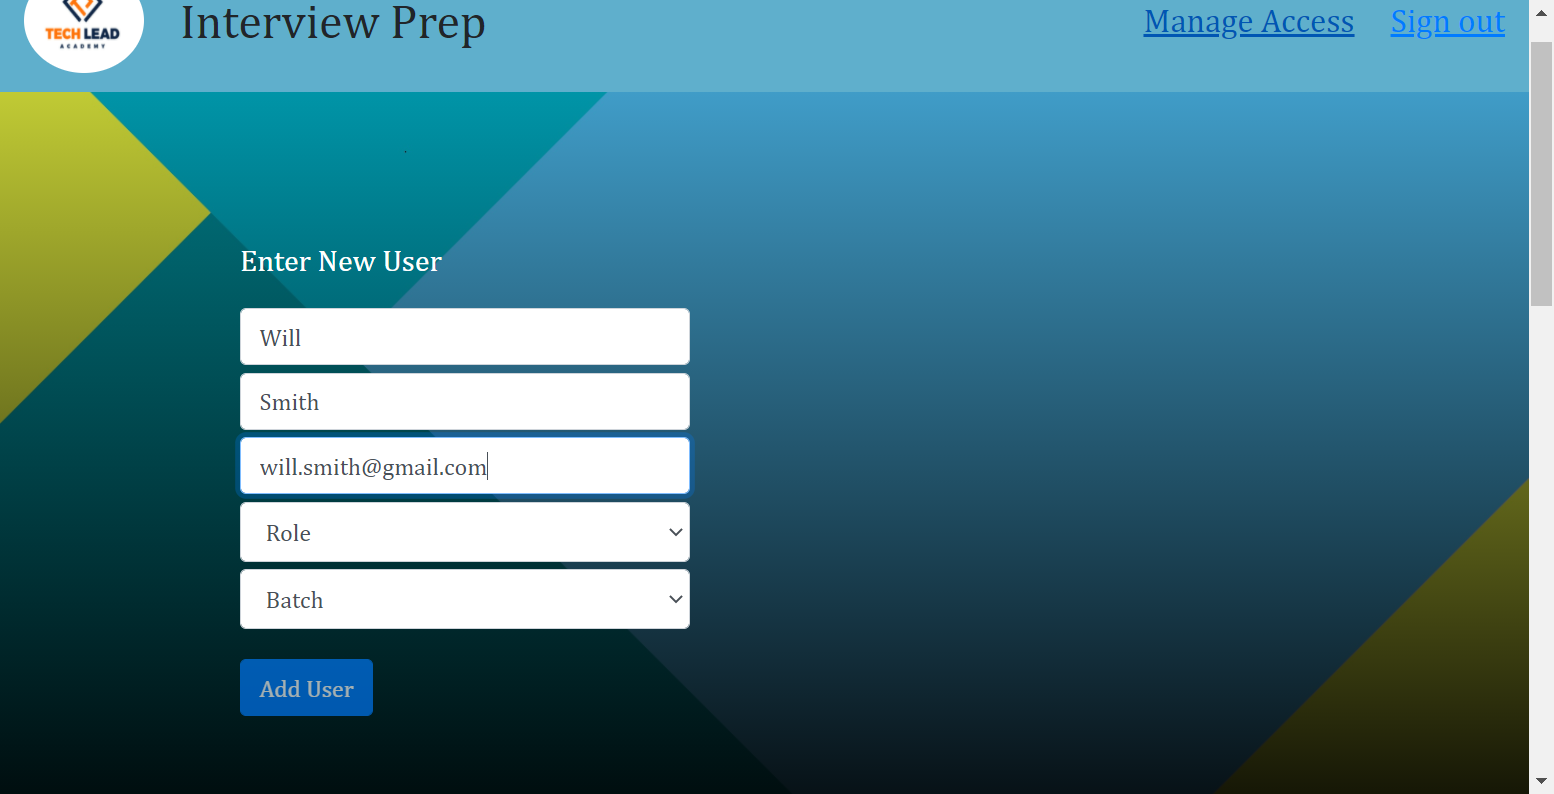 TECH LEAD
ACADEMY
Interview Prep
Manage Access
Sign out
Enter New User
Will
Smith
will.smith@gmail.com
Role
Batch
Add User